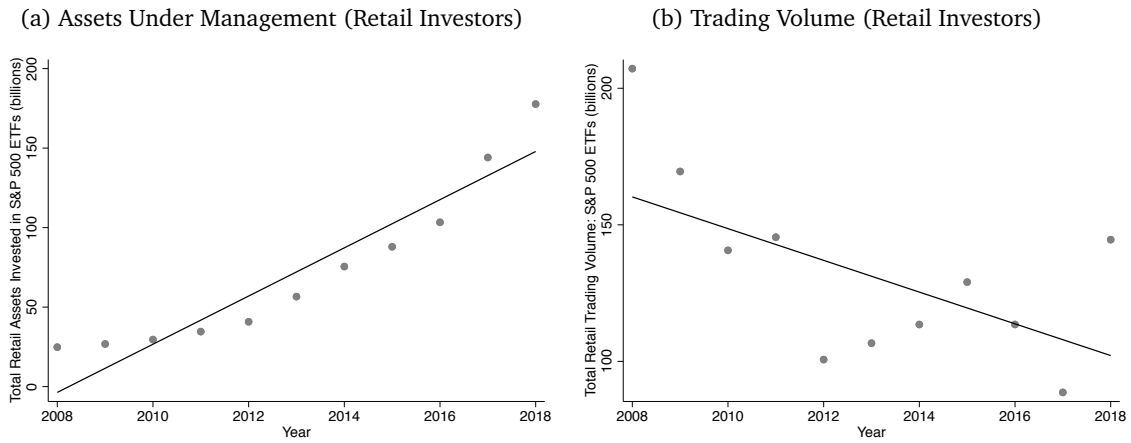 (a) Assets Under Management (Retail Investors)
Total Retail Assets Invested in S&P 500 ETFs (billions)
200
150
100
50
0
2008 2010 2012 2014 2016 2018
Year
(b) Trading Volume (Retail Investors)
Total Retail Trading Volume: S&P 500 ETFs (billions)
200
150
100
2008 2010 2012 2014 2016 2018
Year